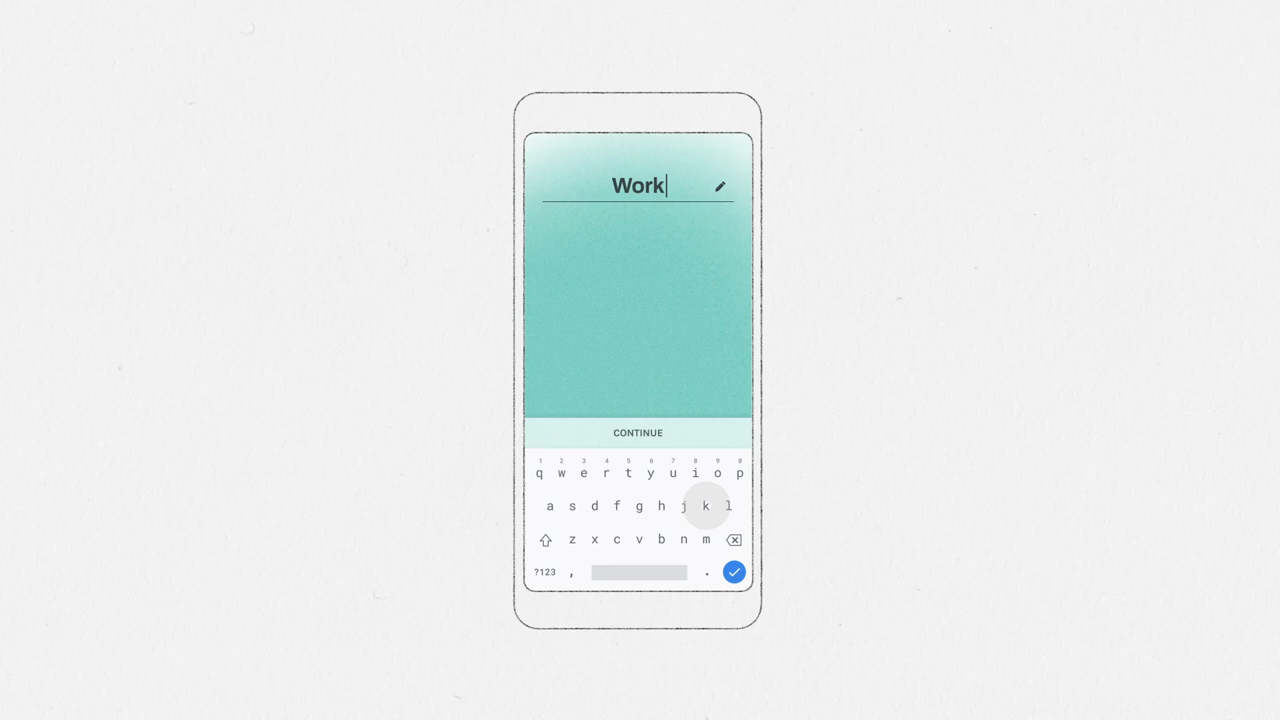 Work
CONTINUE
1 2 3 4 5 6 7 8 9 0
q w e r t y u i o p
a s d f g h j k l
z x c v b n m
?123 , .